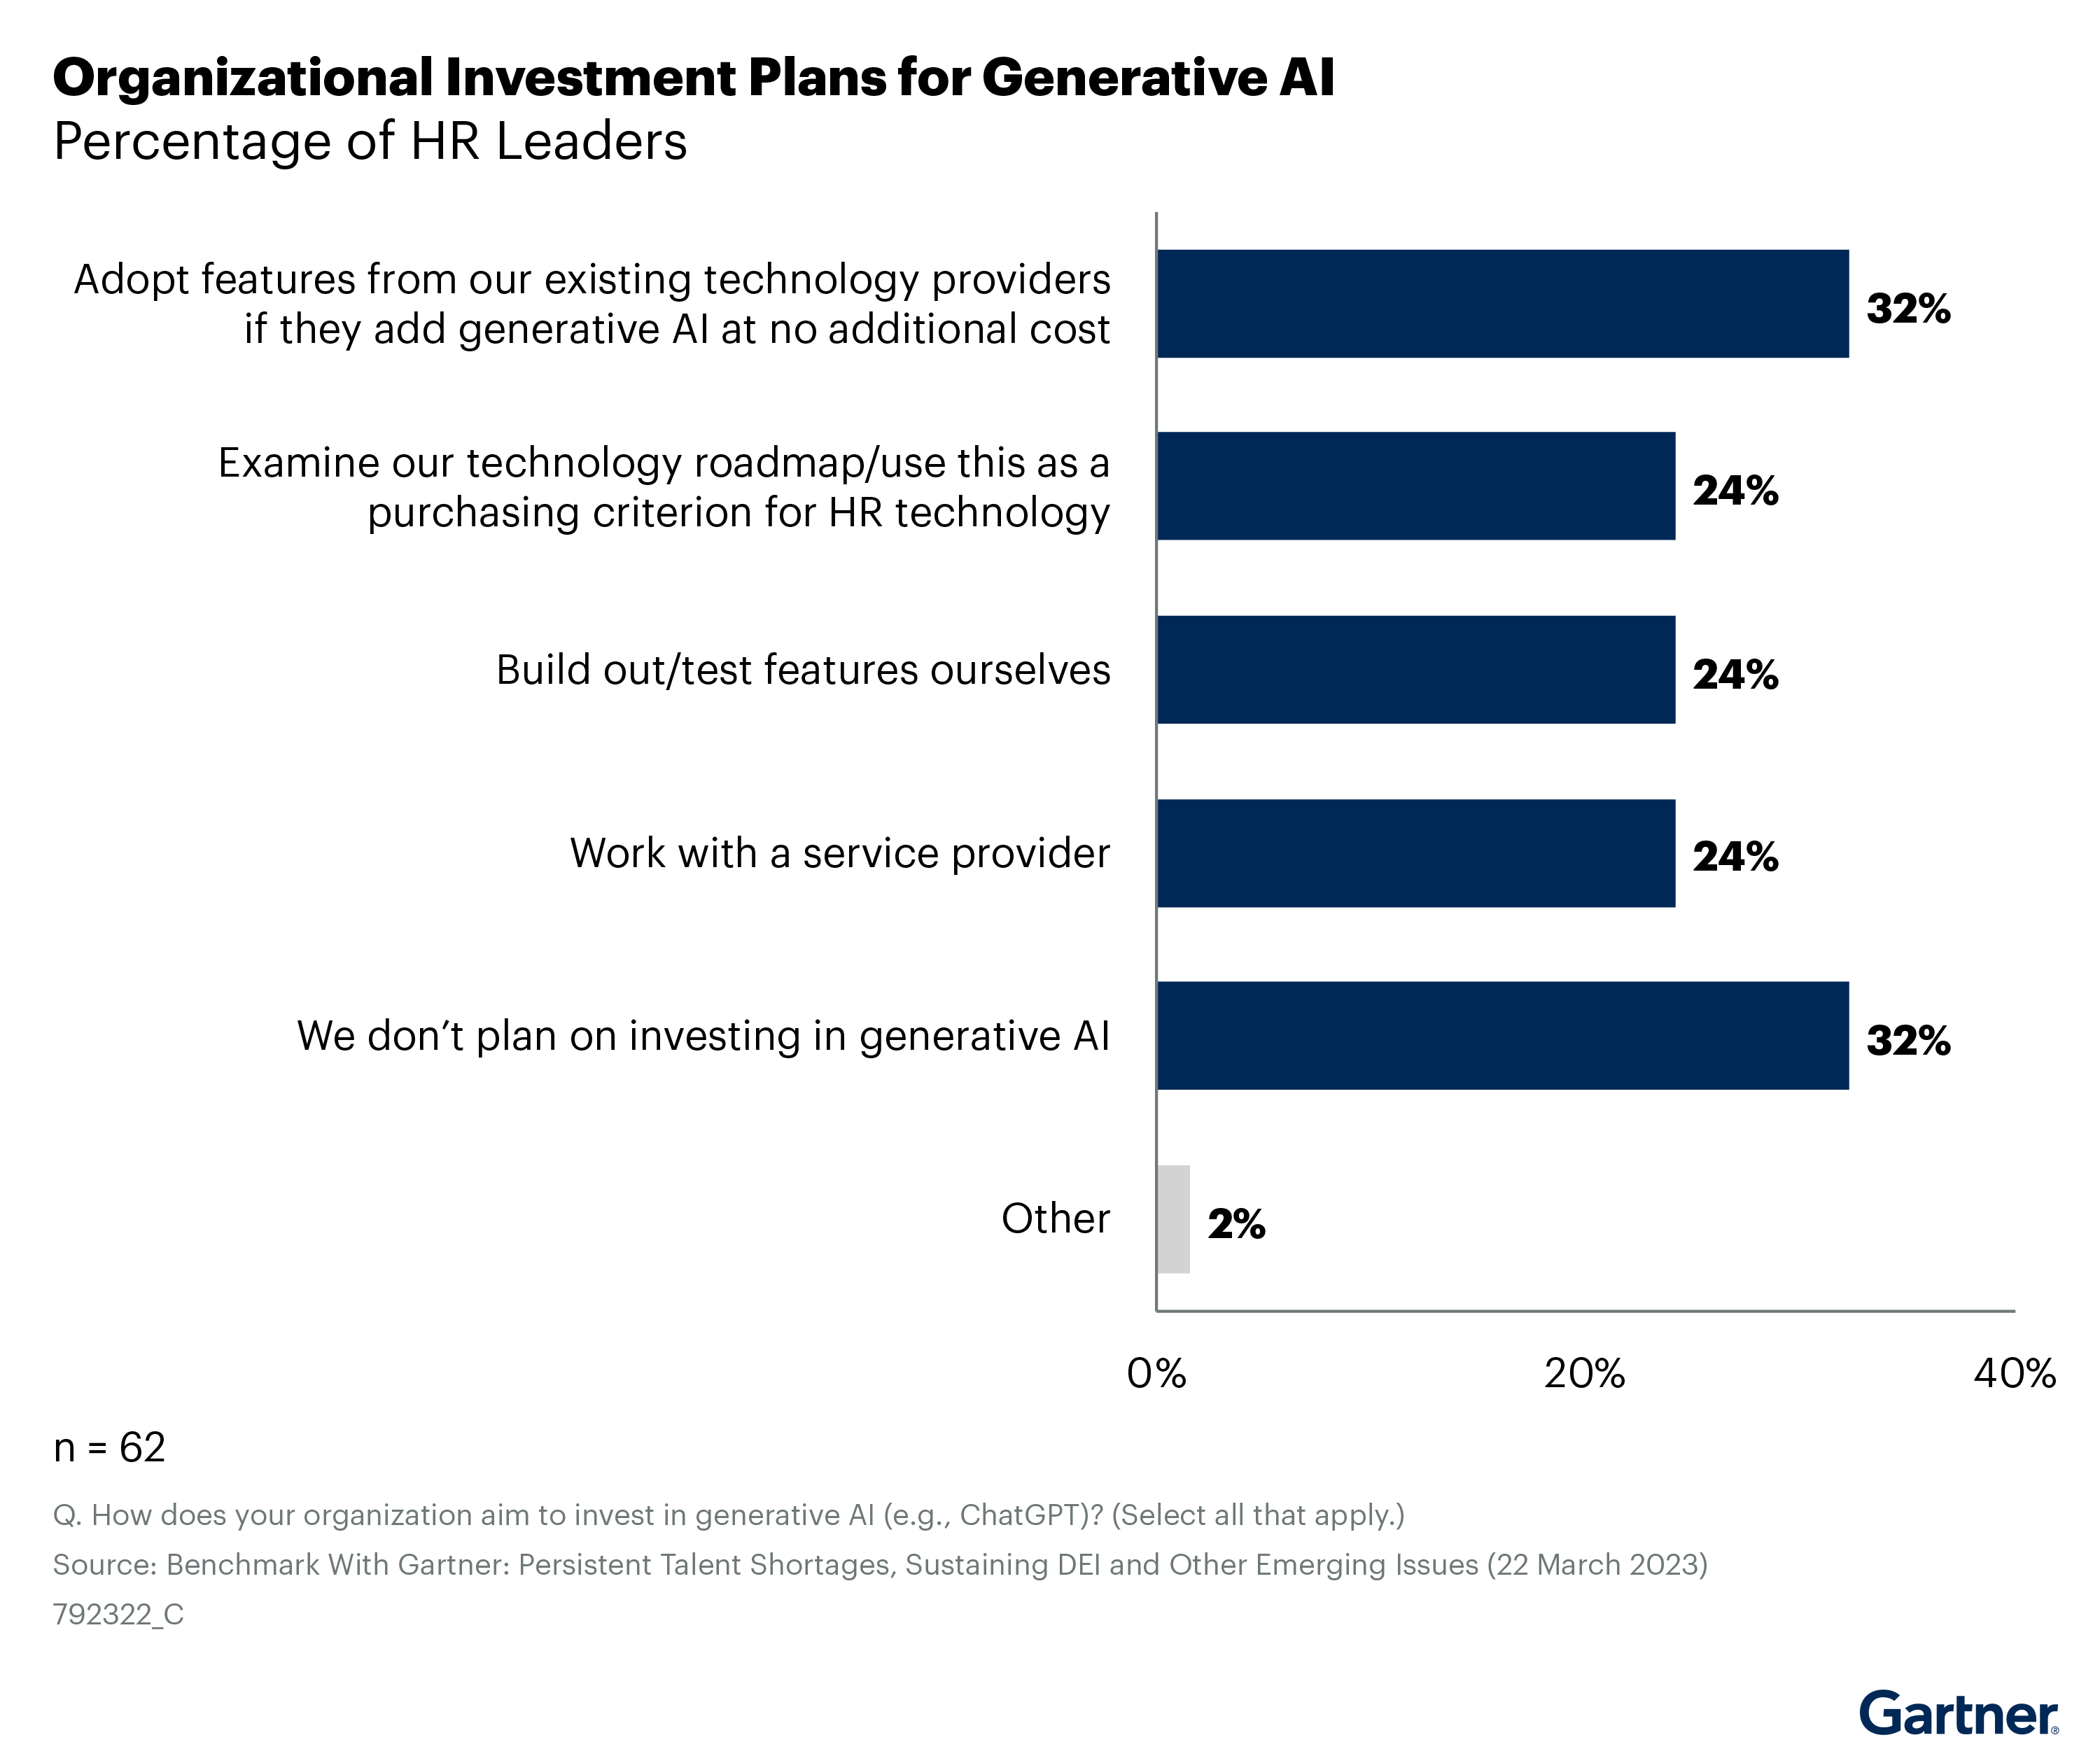 Organizational Investment Plans for Generative AI
Percentage of HR Leaders
Adopt features from our existing technology providers
if they add generative AI at no additional cost
32%
Examine our technology roadmap/use this as a
purchasing criterion for HR technology
24%
Build out/test features ourselves
24%
Work with a service provider
24%
We don’t plan on investing in generative AI
32%
Other
2%
0% 20% 40%
n = 62
Q. How does your organization aim to invest in generative AI (e.g., ChatGPT)? (Select all that apply.)
Source: Benchmark With Gartner: Persistent Talent Shortages, Sustaining DEI and Other Emerging Issues (22 March 2023)
792322_C
Gartner®